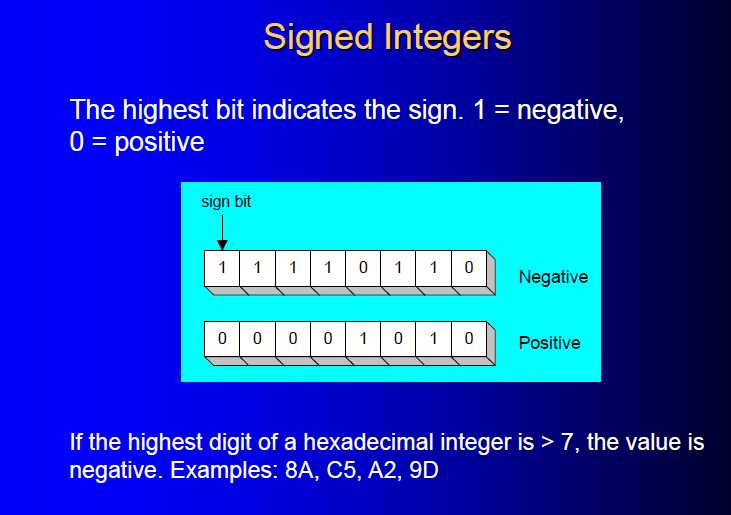 Signed Integers
The highest bit indicates the sign. 1 = negative,
0 = positive
sign bit
1 1 1 1 0 1 1 0 Negative
0 0 0 0 1 0 1 0 Positive
If the highest digit of a hexadecimal integer is > 7, the value is
negative. Examples: 8A, C5, A2, 9D